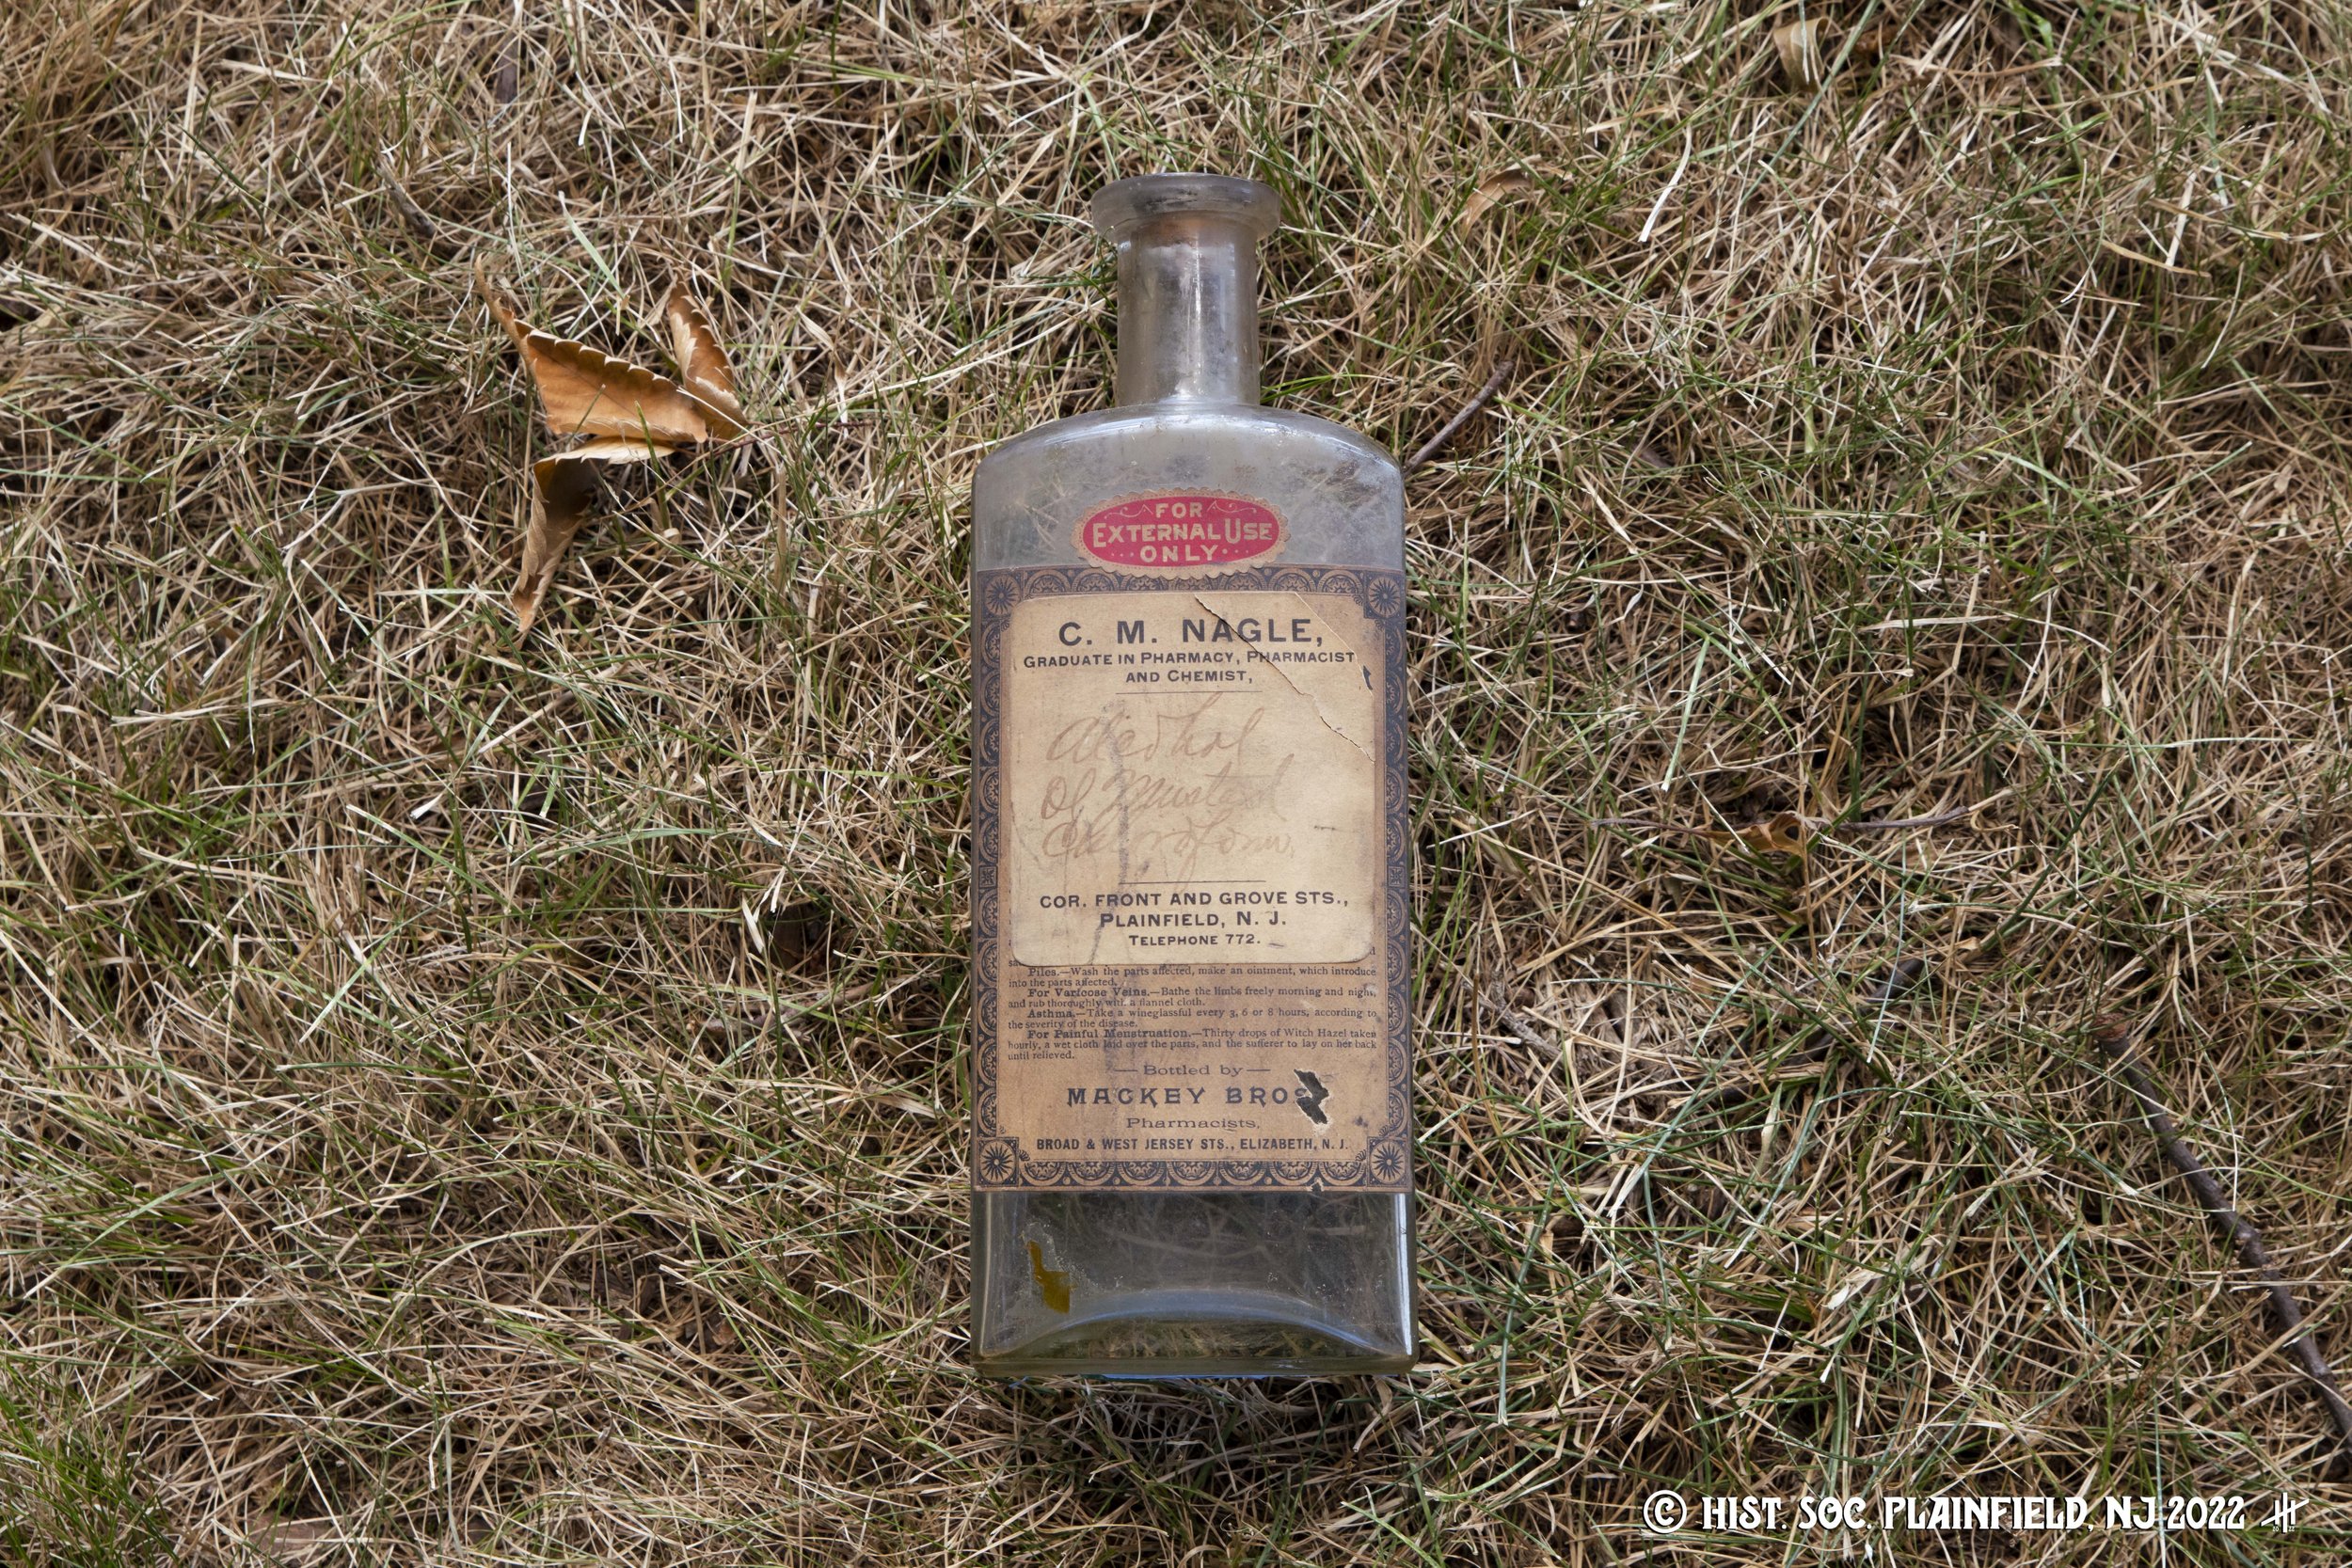 FOR
EXTERNAL USE
ONLY
C. M. NAGLE,
GRADUATE IN PHARMACY, PHARMACIST
AND CHEMIST,
Alcohol
Ol Mustard
Chloroform
COR. FRONT AND GROVE STS.,
PLAINFIELD, N. J.
TELEPHONE 772.
Piles.—Wash the parts affected, make an ointment, which introduce
into the parts affected.
For Varicose Veins.—Bathe the limbs freely morning and night,
and rub thoroughly with a flannel cloth.
Asthma.—Take a wineglassful every 3, 6 or 8 hours, according to
the severity of the disease.
For Painful Menstruation.—Thirty drops of Witch Hazel taken
hourly, a wet cloth laid over the parts, and the sufferer to lay on her back
until relieved.
—Bottled by—
MACKEY BROS
Pharmacists,
BROAD & WEST JERSEY STS., ELIZABETH, N. J.
© HIST. SOC. PLAINFIELD, NJ 2022